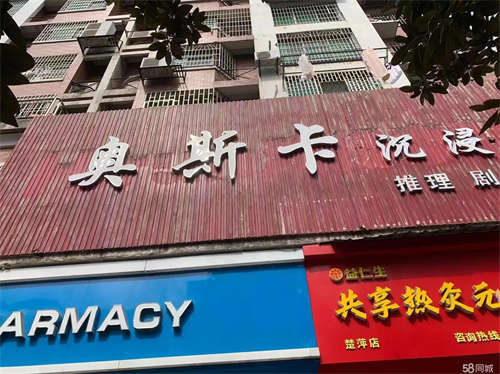 奥斯卡沉浸
推理 剧
ARMACY
益仁生
共享热灸元
楚萍店
咨询热线
58同城